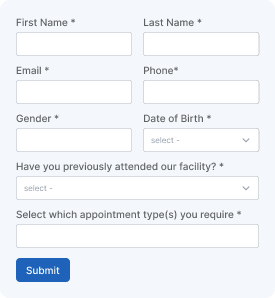 First Name * Last Name *
Email * Phone*
Gender * Date of Birth *
select -
Have you previously attended our facility? *
select -
Select which appointment type(s) you require *
Submit